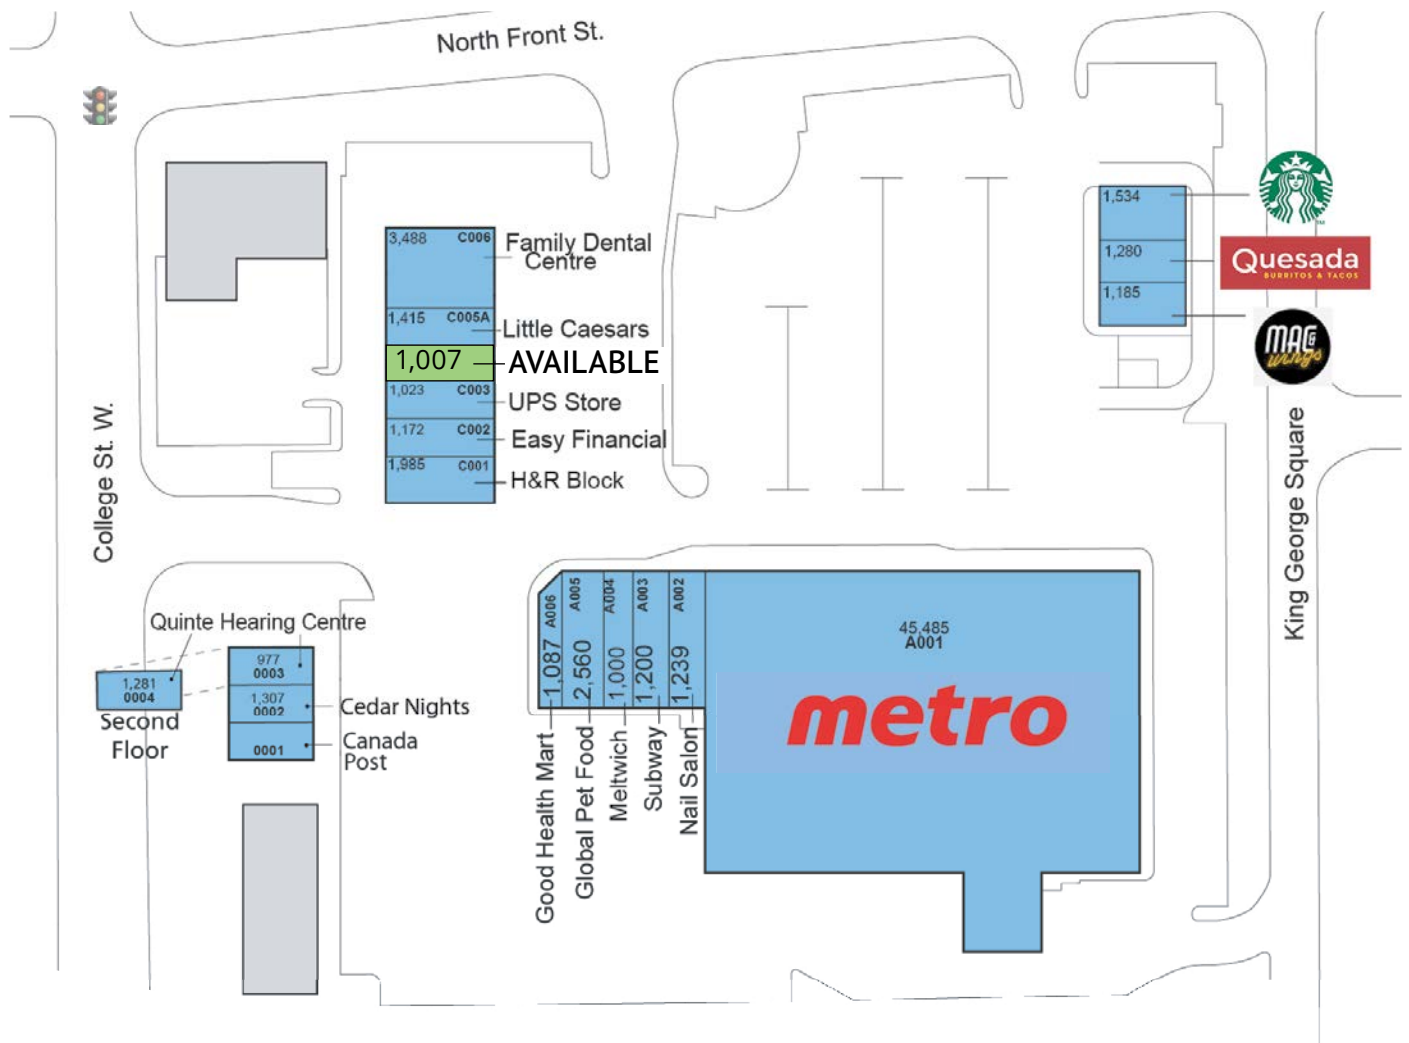 North Front St.
College St. W.
King George Square
3,488 C006
Family Dental
Centre
1,415 C005A
Little Caesars
1,007
AVAILABLE
1,023 C003
UPS Store
1,172 C002
Easy Financial
1,985 C001
H&R Block
1,534
1,280
Quesada
BURRITOS & TACOS
1,185
MAC&
wings
Quinte Hearing Centre
977
0003
1,281
0004
Second
Floor
1,307
0002
Cedar Nights
0001
Canada
Post
1,087 A006
Good Health Mart
2,560 A005
Global Pet Food
1,000 A004
Meltwich
1,200 A003
Subway
1,239 A002
Nail Salon
45,485
A001
metro